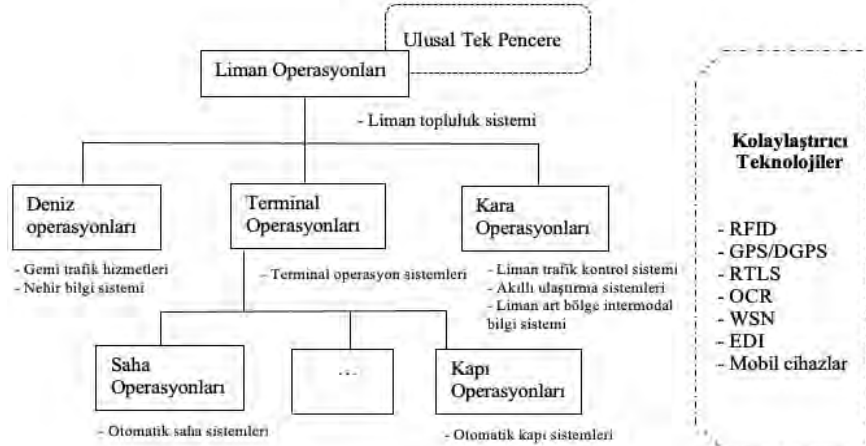 Ulusal Tek Pencere
Liman Operasyonları
- Liman topluluk sistemi
Deniz
operasyonları
- Gemi trafik hizmetleri
- Nehir bilgi sistemi
Terminal
Operasyonları
- Terminal operasyon sistemleri
Kara
Operasyonları
- Liman trafik kontrol sistemi
- Akıllı ulaştırma sistemleri
- Liman art bölge intermodal
bilgi sistemi
Saha
Operasyonları
- Otomatik saha sistemleri
...
Kapı
Operasyonları
- Otomatik kapı sistemleri
Kolaylaştırıcı
Teknolojiler
- RFID
- GPS/DGPS
- RTLS
- OCR
- WSN
- EDI
- Mobil cihazlar